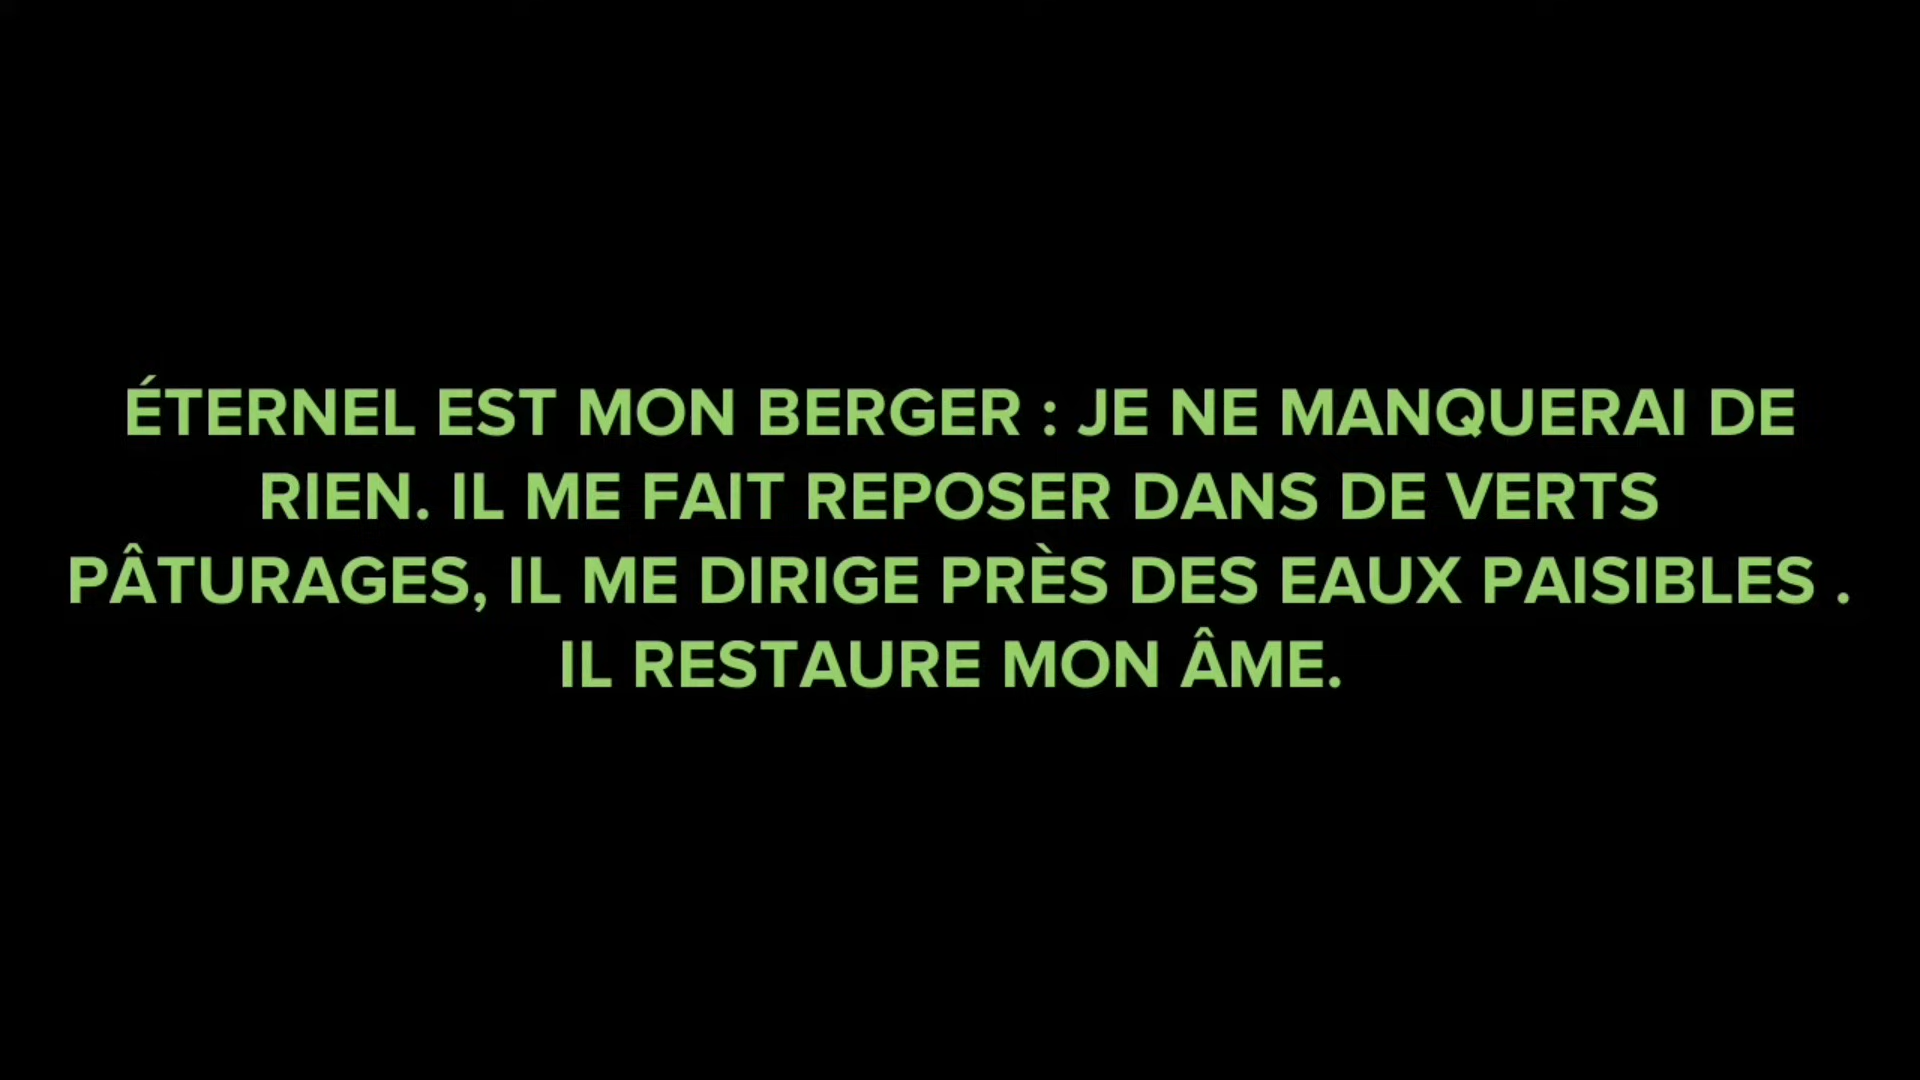 ÉTERNEL EST MON BERGER : JE NE MANQUERAI DE
RIEN. IL ME FAIT REPOSER DANS DE VERTS
PÂTURAGES, IL ME DIRIGE PRÈS DES EAUX PAISIBLES .
IL RESTAURE MON ÂME.